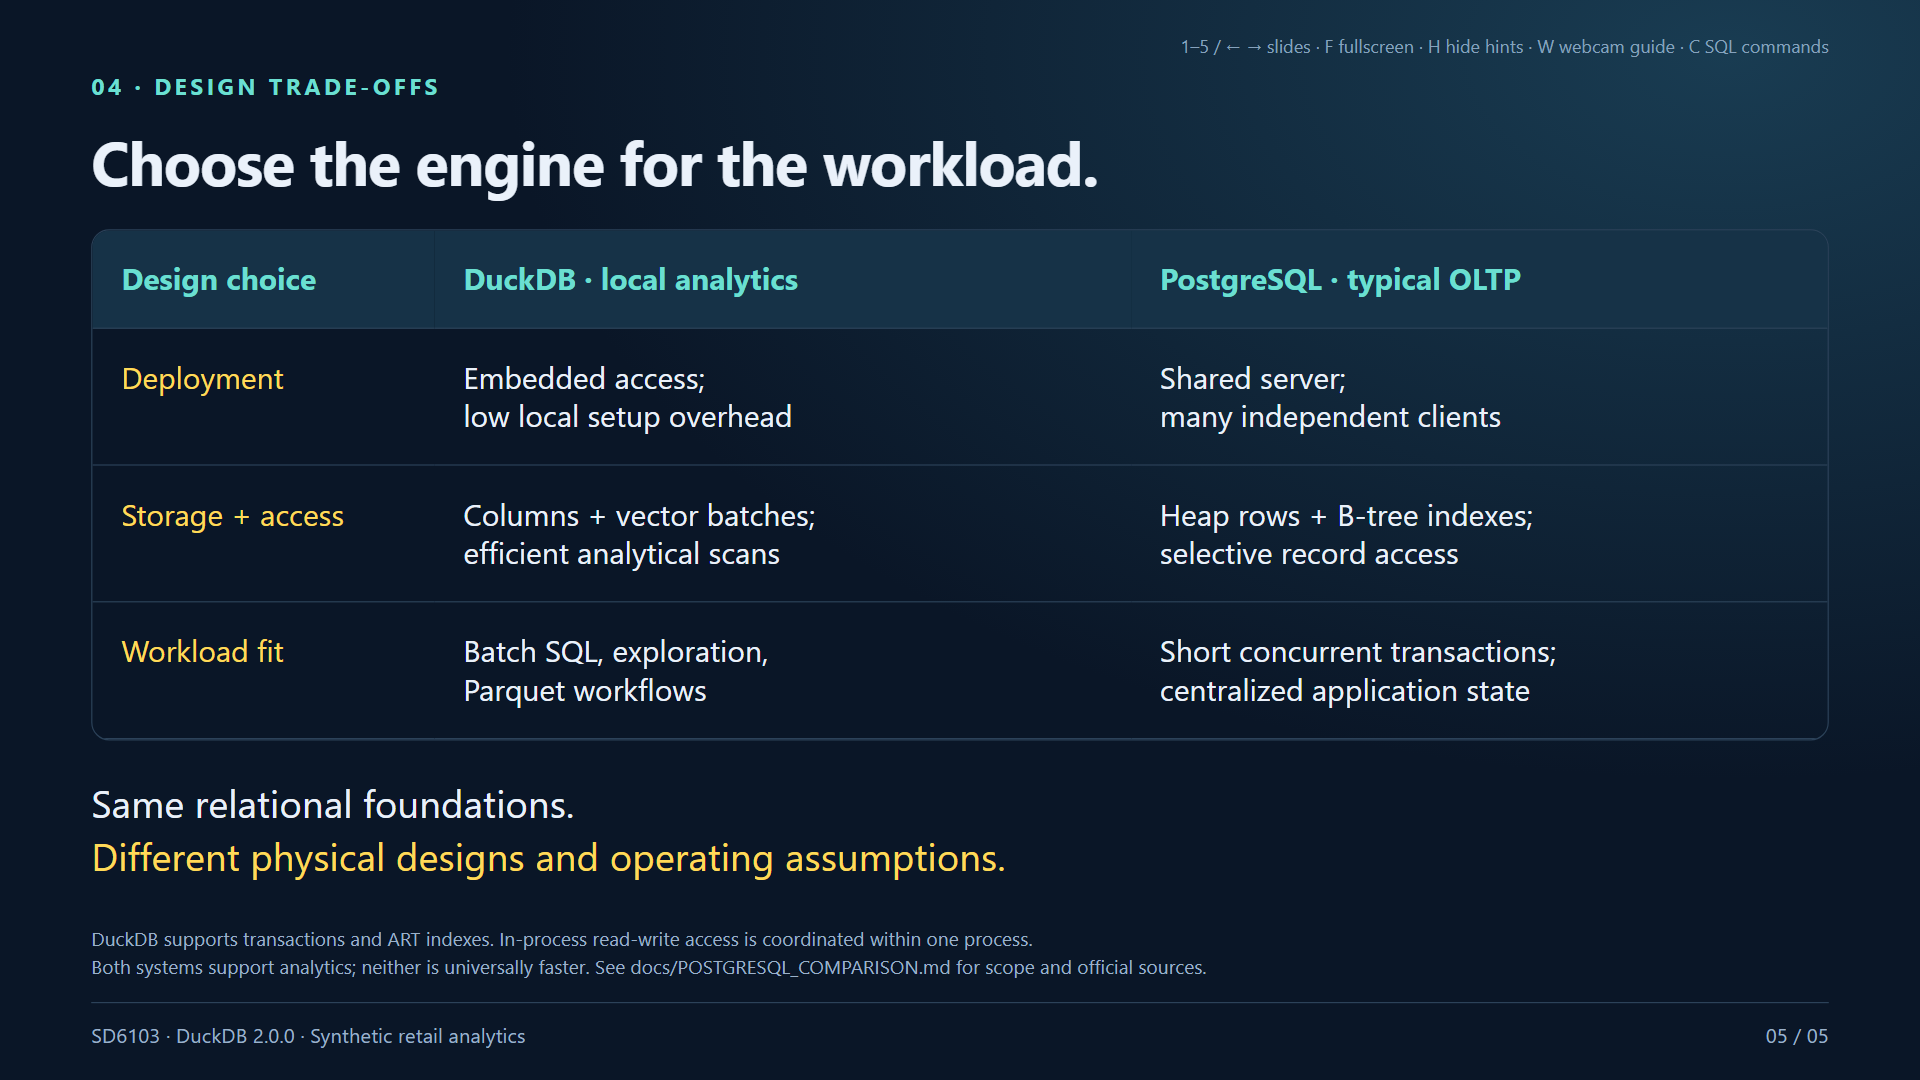 1–5 / ← → slides · F fullscreen · H hide hints · W webcam guide · C SQL commands
04 · DESIGN TRADE-OFFS
Choose the engine for the workload.
Design choice
DuckDB · local analytics
PostgreSQL · typical OLTP
Deployment
Embedded access;
low local setup overhead
Shared server;
many independent clients
Storage + access
Columns + vector batches;
efficient analytical scans
Heap rows + B-tree indexes;
selective record access
Workload fit
Batch SQL, exploration,
Parquet workflows
Short concurrent transactions;
centralized application state
Same relational foundations.
Different physical designs and operating assumptions.
DuckDB supports transactions and ART indexes. In-process read-write access is coordinated within one process.
Both systems support analytics; neither is universally faster. See docs/POSTGRESQL_COMPARISON.md for scope and official sources.
SD6103 · DuckDB 2.0.0 · Synthetic retail analytics
05 / 05